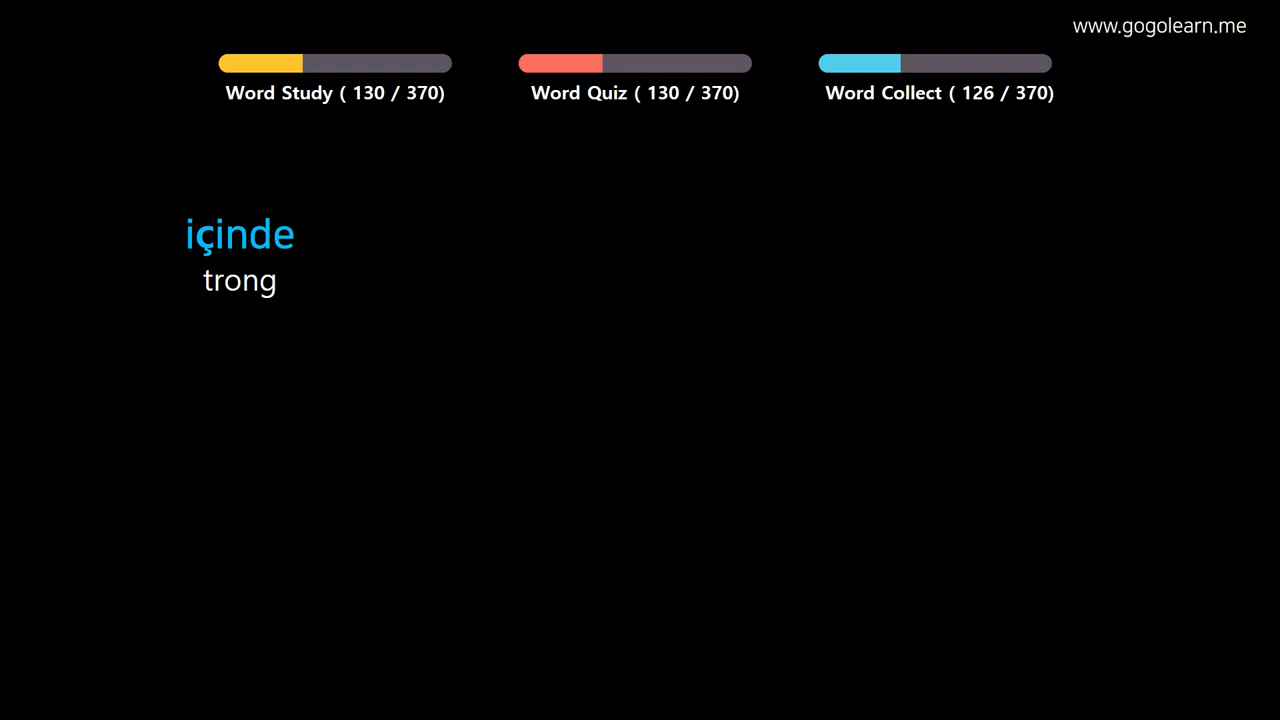 www.gogolearn.me
Word Study ( 130 / 370)
Word Quiz ( 130 / 370)
Word Collect ( 126 / 370)
içinde
trong